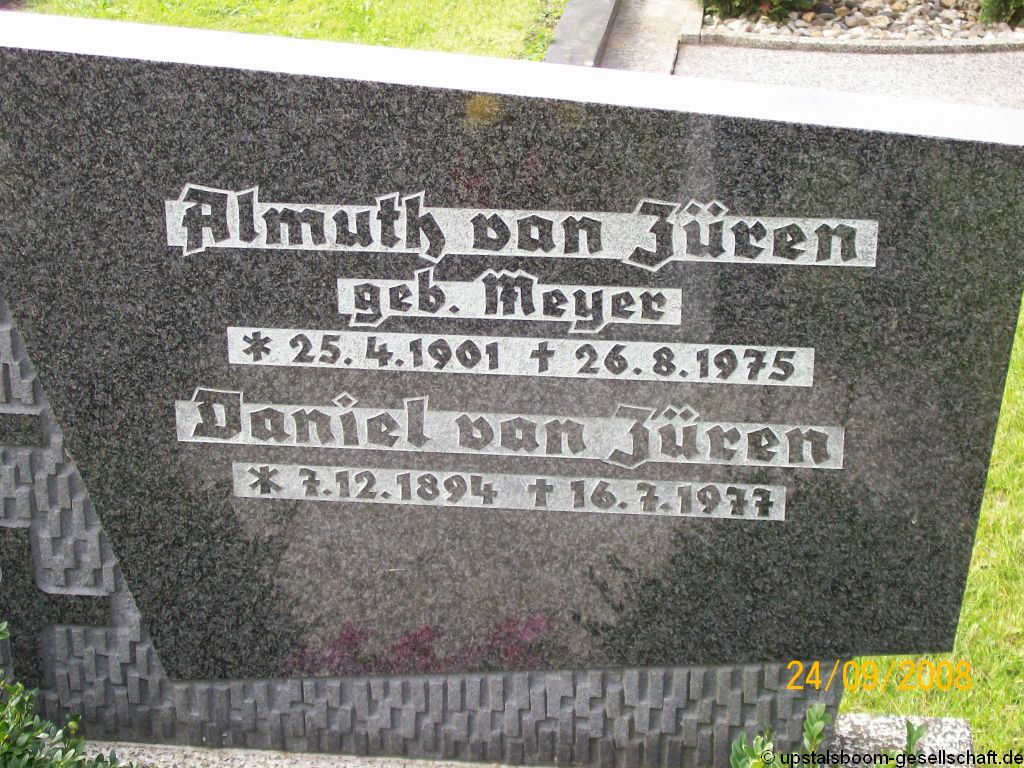 Almuth van Jüren
geb. Meyer
* 25.4.1901 † 26.8.1975
Daniel van Jüren
* 7.12.1894 † 16.7.1977
24/09/2008
© upstalsboom-gesellschaft.de